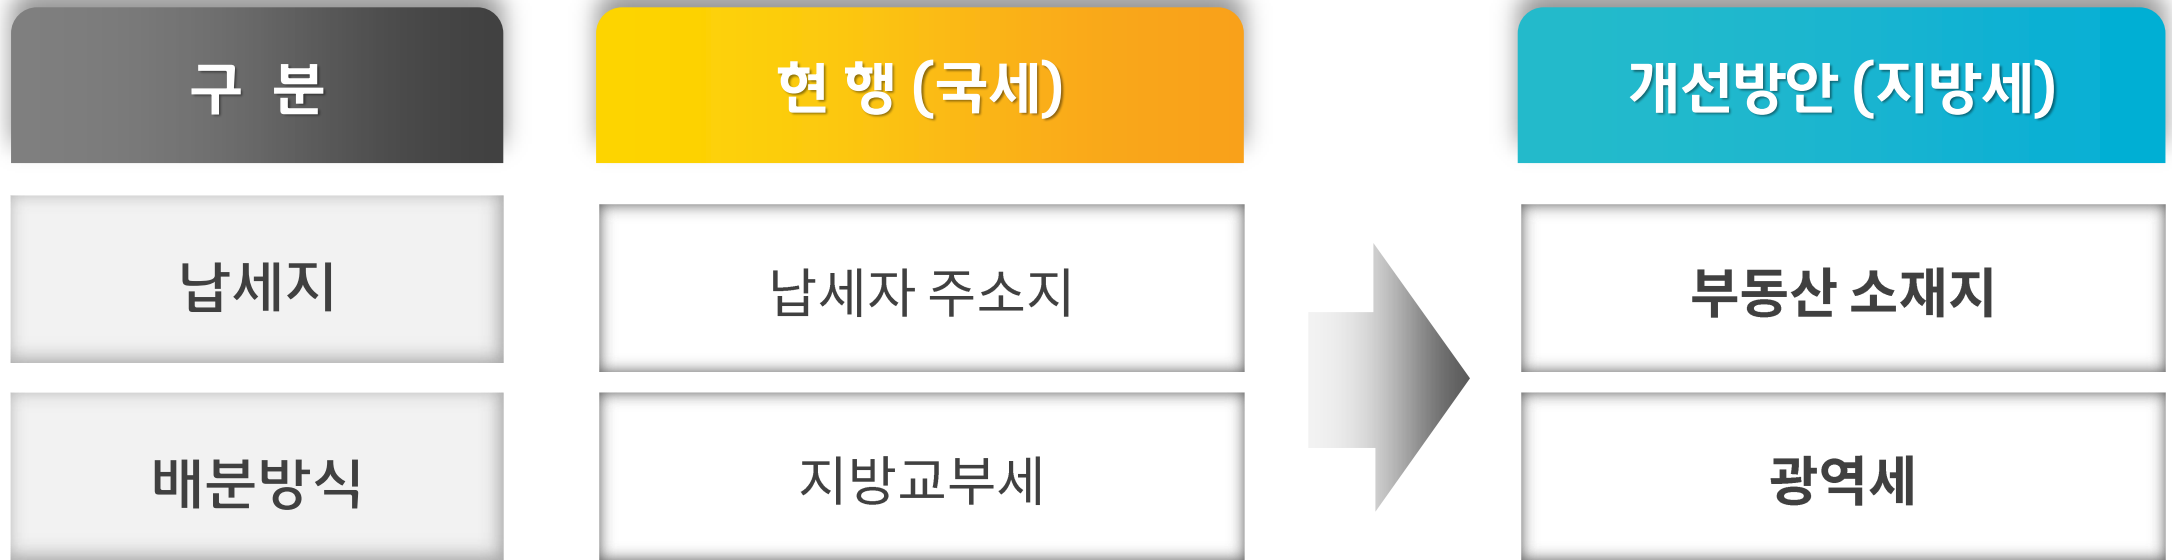 구 분
현 행 (국세)
개선방안 (지방세)
납세지
납세자 주소지
부동산 소재지
배분방식
지방교부세
광역세